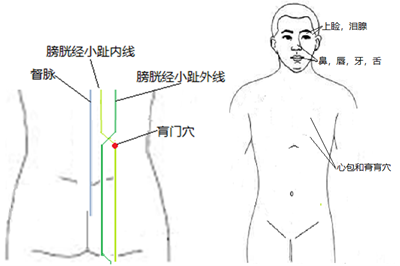 膀胱经小趾内线
督脉
膀胱经小趾外线
肓门穴
上脸，泪腺
鼻，唇，牙，舌
心包和膏肓穴